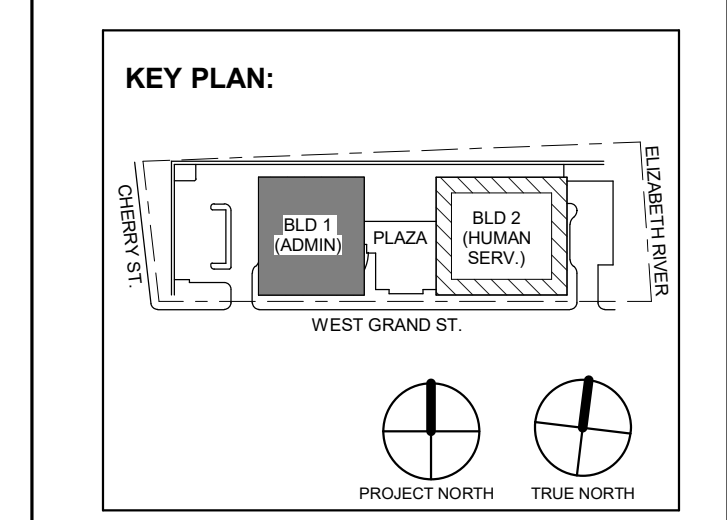 KEY PLAN:
CHERRY ST.
BLD 1
(ADMIN)
PLAZA
BLD 2
(HUMAN
SERV.)
ELIZABETH RIVER
WEST GRAND ST.
PROJECT NORTH
TRUE NORTH